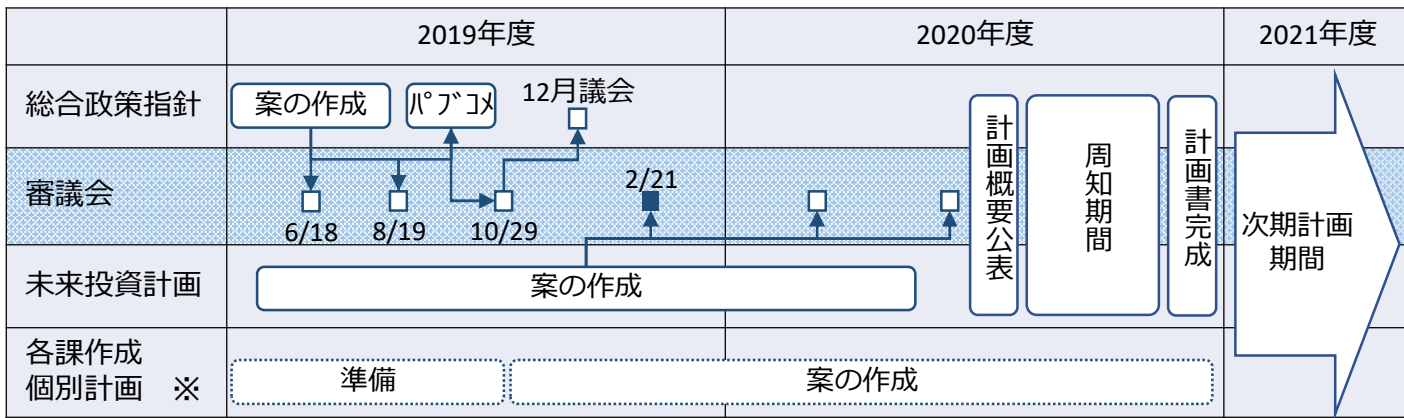 2019年度
2020年度
2021年度
総合政策指針
案の作成
ﾊﾟﾌﾞｺﾒ
12月議会
審議会
6/18
8/19
10/29
2/21
未来投資計画
案の作成
計画概要公表
周知期間
計画書完成
次期計画
期間
各課作成
個別計画　※
準備
案の作成